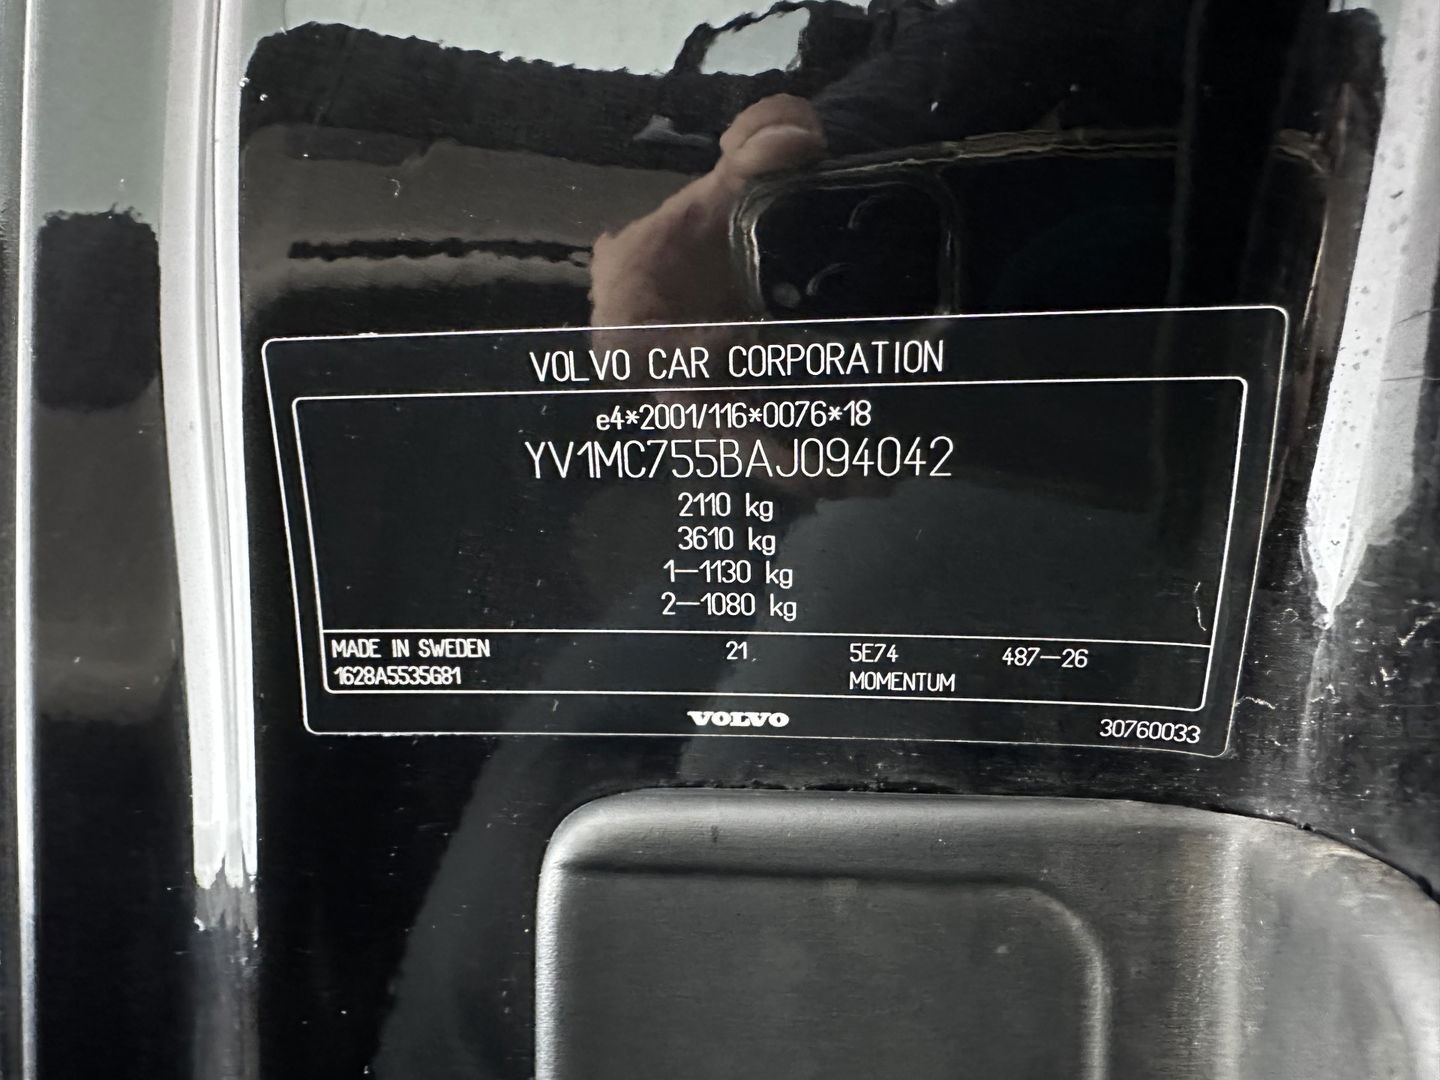 VOLVO CAR CORPORATION
e4*2001/116*0076*18
YV1MC755BAJ094042
2110 kg
3610 kg
1–1130 kg
2–1080 kg
MADE IN SWEDEN 21 5E74 487–26
1628A5535G81 MOMENTUM
VOLVO 30760033